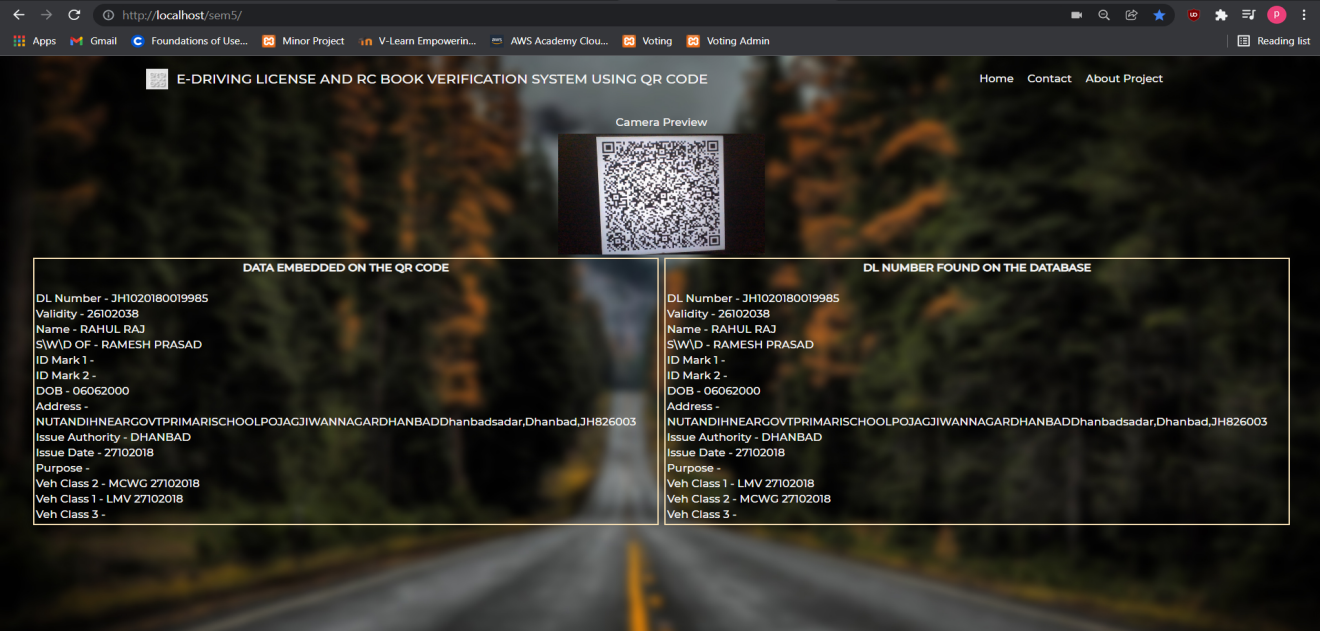 http://localhost/sem5/
Apps Gmail Foundations of Use... Minor Project V-Learn Empowerin... AWS Academy Clou... Voting Voting Admin Reading list
E-DRIVING LICENSE AND RC BOOK VERIFICATION SYSTEM USING QR CODE
Home Contact About Project
Camera Preview
DATA EMBEDDED ON THE QR CODE
DL Number - JH1020180019985
Validity - 26102038
Name - RAHUL RAJ
S\W\D OF - RAMESH PRASAD
ID Mark 1 -
ID Mark 2 -
DOB - 06062000
Address -
NUTANDIHNEARGOVTPRIMARISCHOOLPOJAGJIWANNAGARDHANBADDhanbadsadar,Dhanbad,JH826003
Issue Authority - DHANBAD
Issue Date - 27102018
Purpose -
Veh Class 2 - MCWG 27102018
Veh Class 1 - LMV 27102018
Veh Class 3 -
DL NUMBER FOUND ON THE DATABASE
DL Number - JH1020180019985
Validity - 26102038
Name - RAHUL RAJ
S\W\D - RAMESH PRASAD
ID Mark 1 -
ID Mark 2 -
DOB - 06062000
Address -
NUTANDIHNEARGOVTPRIMARISCHOOLPOJAGJIWANNAGARDHANBADDhanbadsadar,Dhanbad,JH826003
Issue Authority - DHANBAD
Issue Date - 27102018
Purpose -
Veh Class 1 - LMV 27102018
Veh Class 2 - MCWG 27102018
Veh Class 3 -